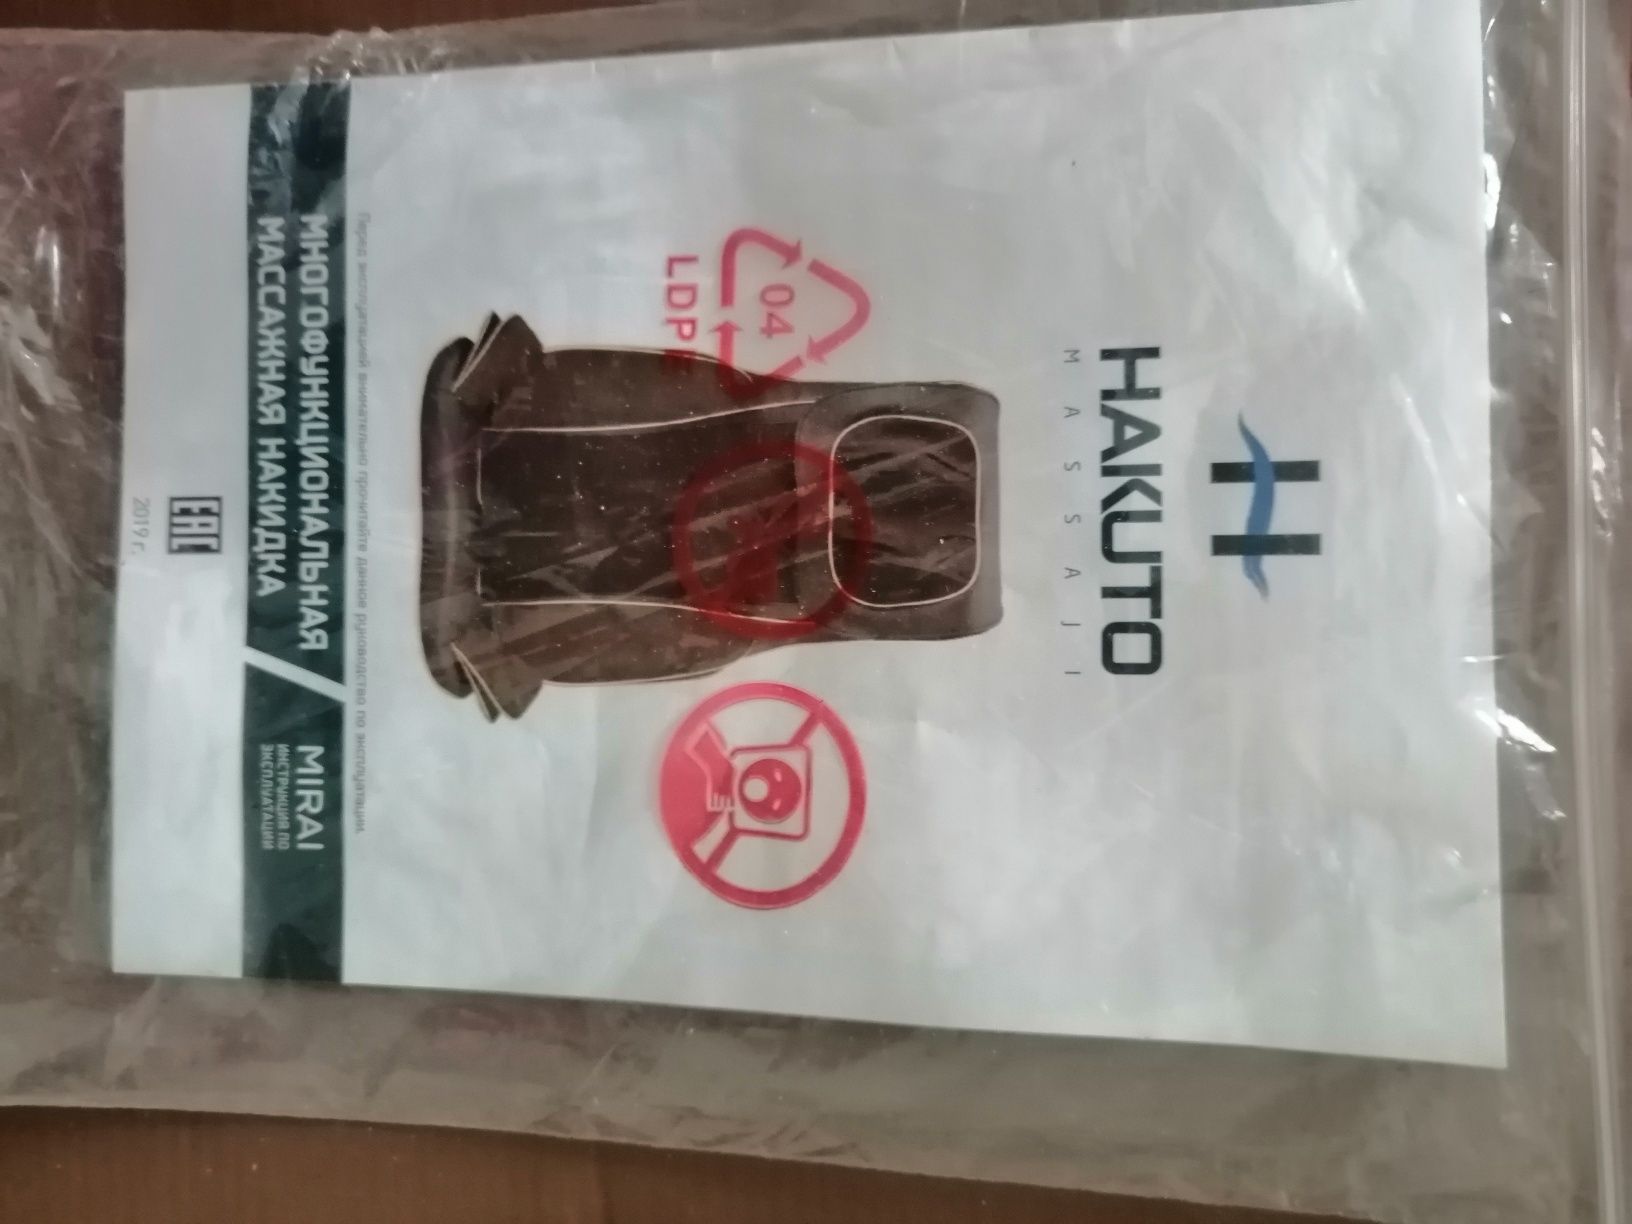 H
HAKUTO
MASSAJI
04
LDPE
Перед эксплуатацией внимательно прочитайте данное руководство по эксплуатации.
МНОГОФУНКЦИОНАЛЬНАЯ
МАССАЖНАЯ НАКИДКА
MIRAI
ИНСТРУКЦИЯ ПО
ЭКСПЛУАТАЦИИ
EAC
2019 г.